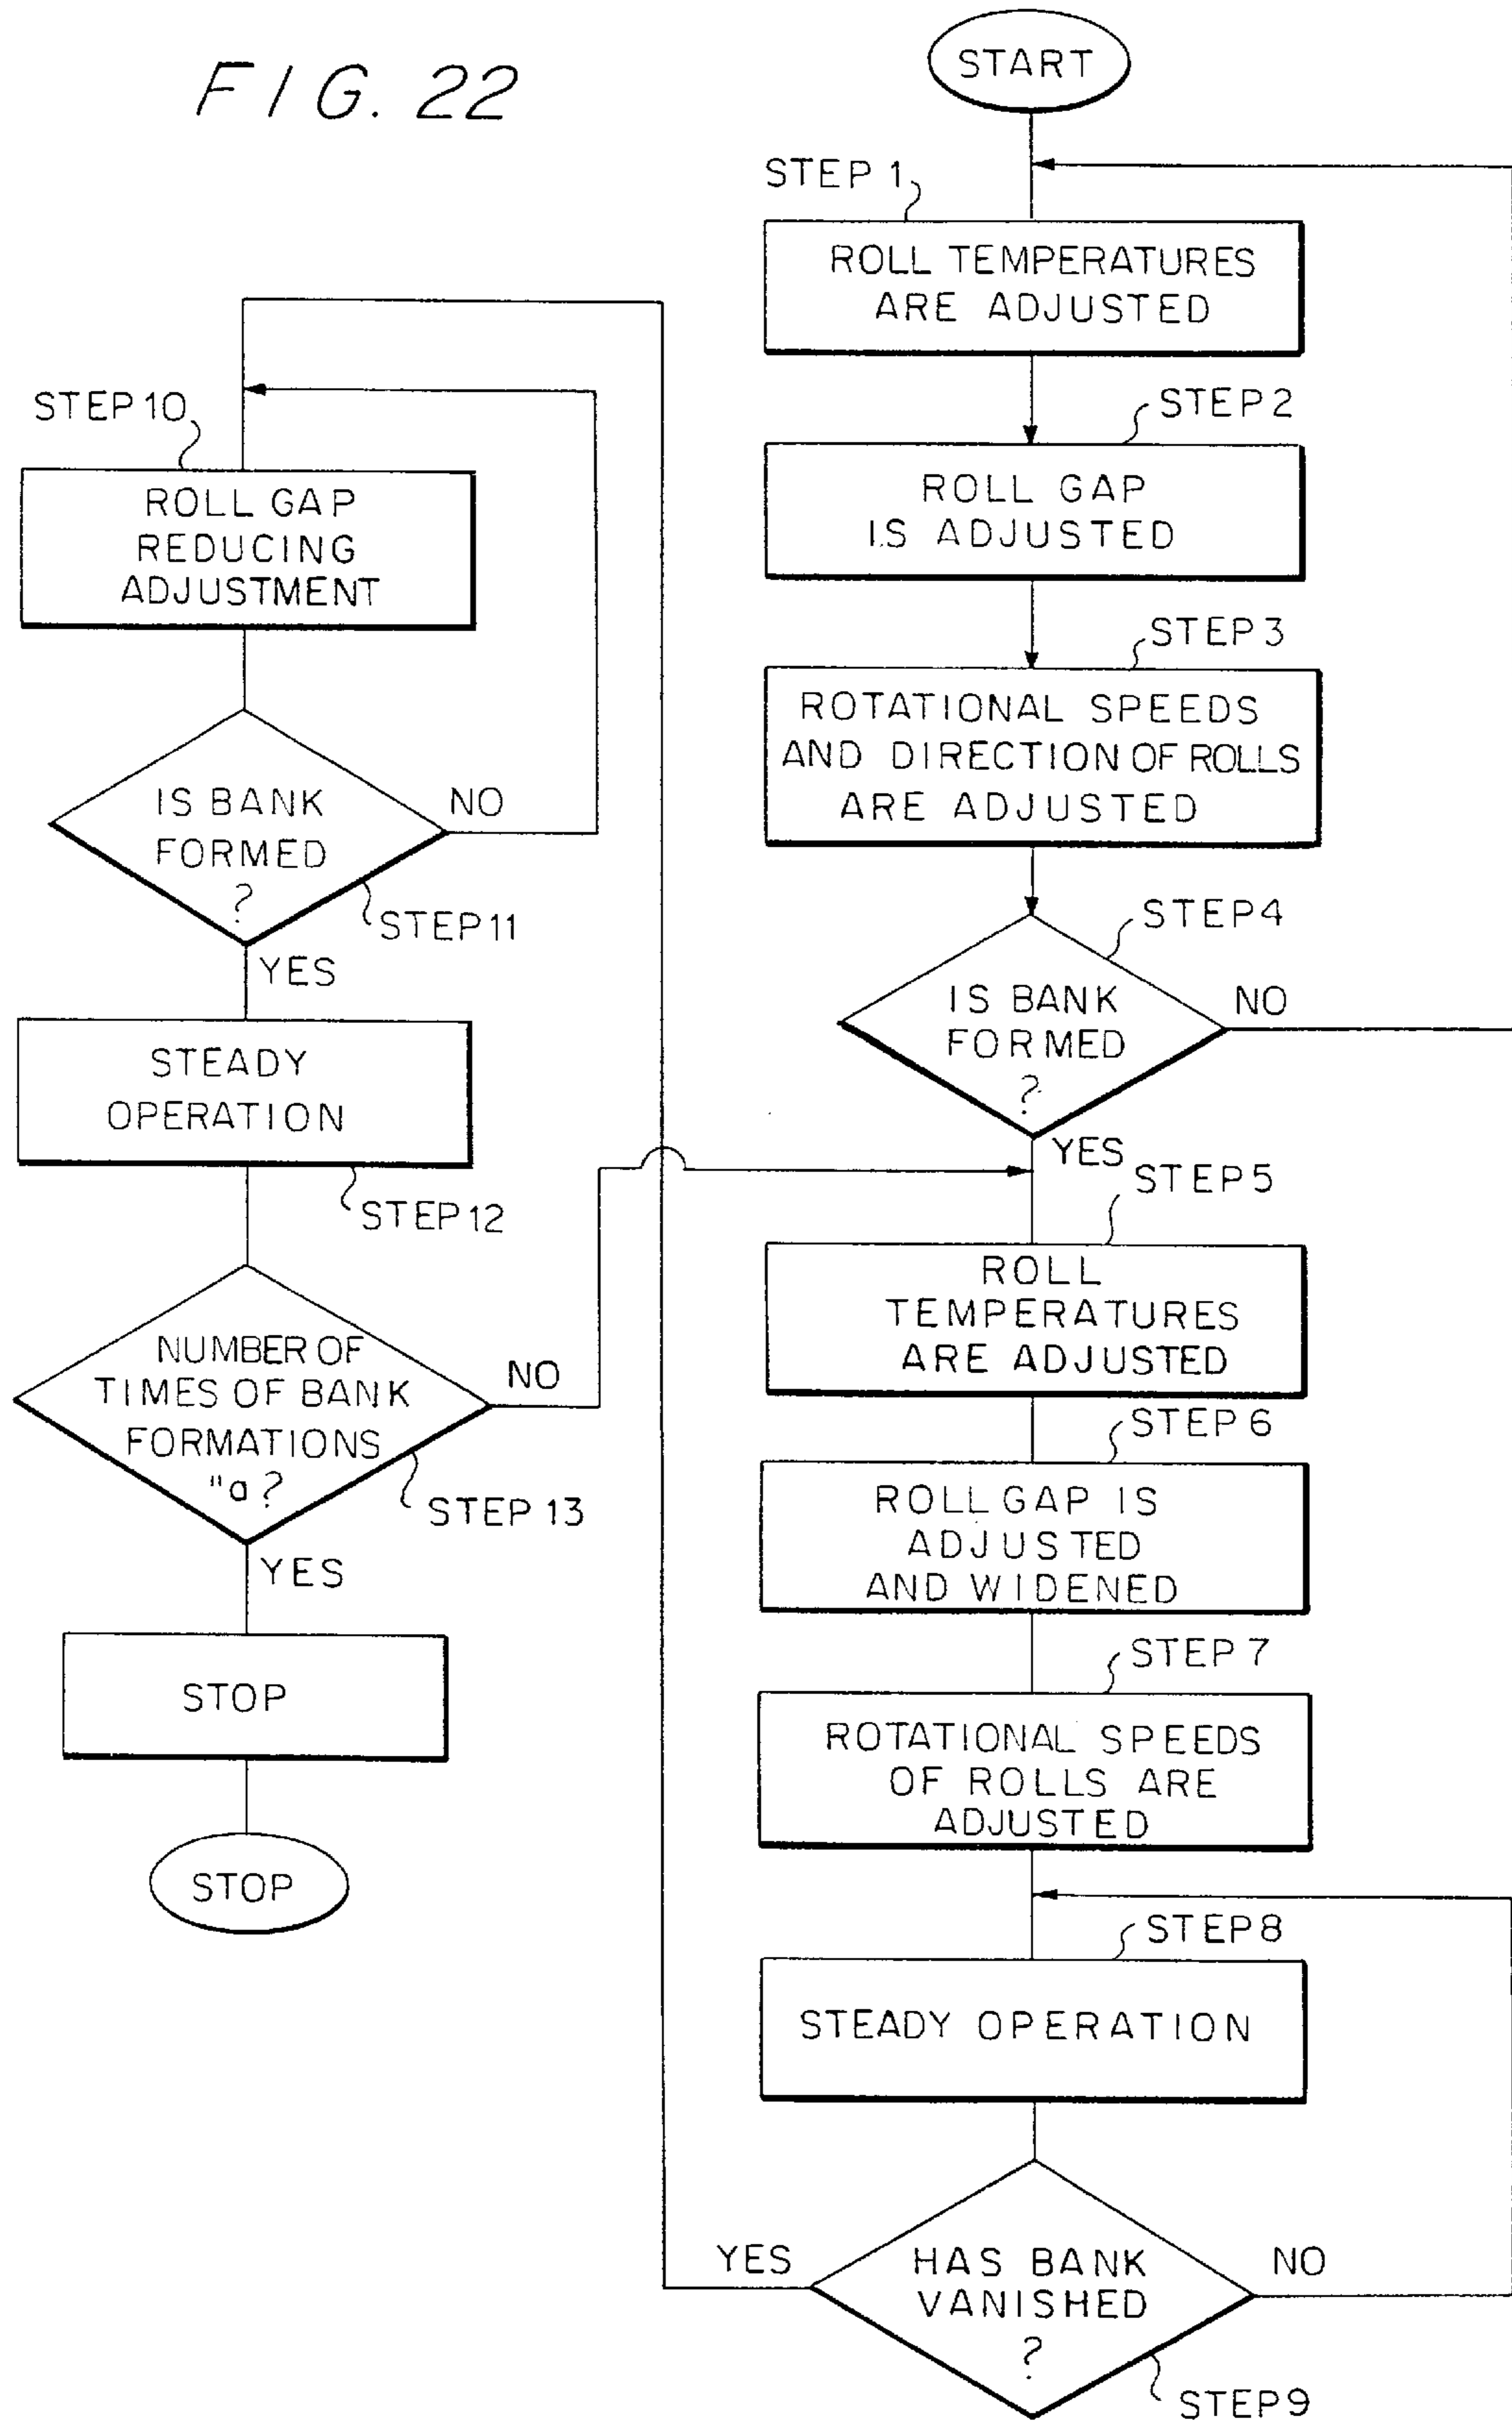 FIG. 22
START
STEP 1
ROLL TEMPERATURES
ARE ADJUSTED
STEP 2
ROLL GAP
IS ADJUSTED
STEP 3
ROTATIONAL SPEEDS
AND DIRECTION OF ROLLS
ARE ADJUSTED
STEP 4
IS BANK
FORMED
?
NO
YES
STEP 5
ROLL
TEMPERATURES
ARE ADJUSTED
STEP 6
ROLL GAP IS
ADJUSTED
AND WIDENED
STEP 7
ROTATIONAL SPEEDS
OF ROLLS ARE
ADJUSTED
STEP 8
STEADY OPERATION
HAS BANK
VANISHED
?
YES
NO
STEP 9
STEP 10
ROLL GAP
REDUCING
ADJUSTMENT
IS BANK
FORMED
?
NO
STEP 11
YES
STEADY
OPERATION
STEP 12
NUMBER OF
TIMES OF BANK
FORMATIONS
"a?
NO
STEP 13
YES
STOP
STOP